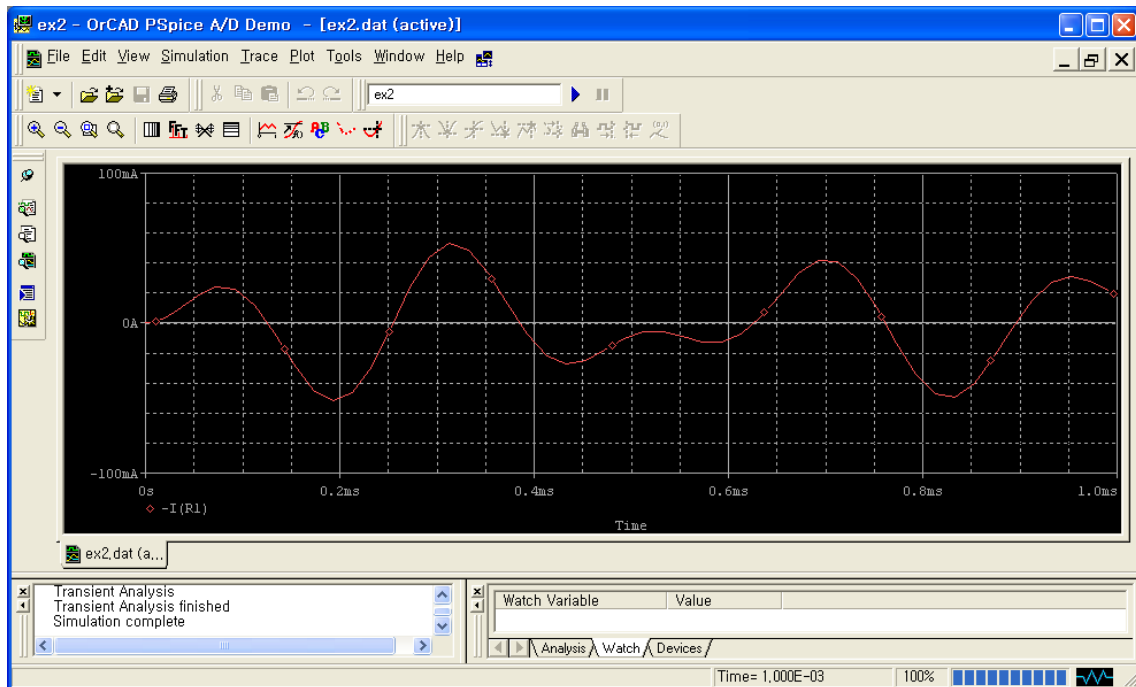 ex2 - OrCAD PSpice A/D Demo - [ex2.dat (active)]
File Edit View Simulation Trace Plot Tools Window Help
ex2
100mA
0A
-100mA
0s 0.2ms 0.4ms 0.6ms 0.8ms 1.0ms
-I(R1)
Time
ex2.dat (a...
Transient Analysis
Transient Analysis finished
Simulation complete
Watch Variable Value
Analysis Watch Devices
Time= 1,000E-03 100%